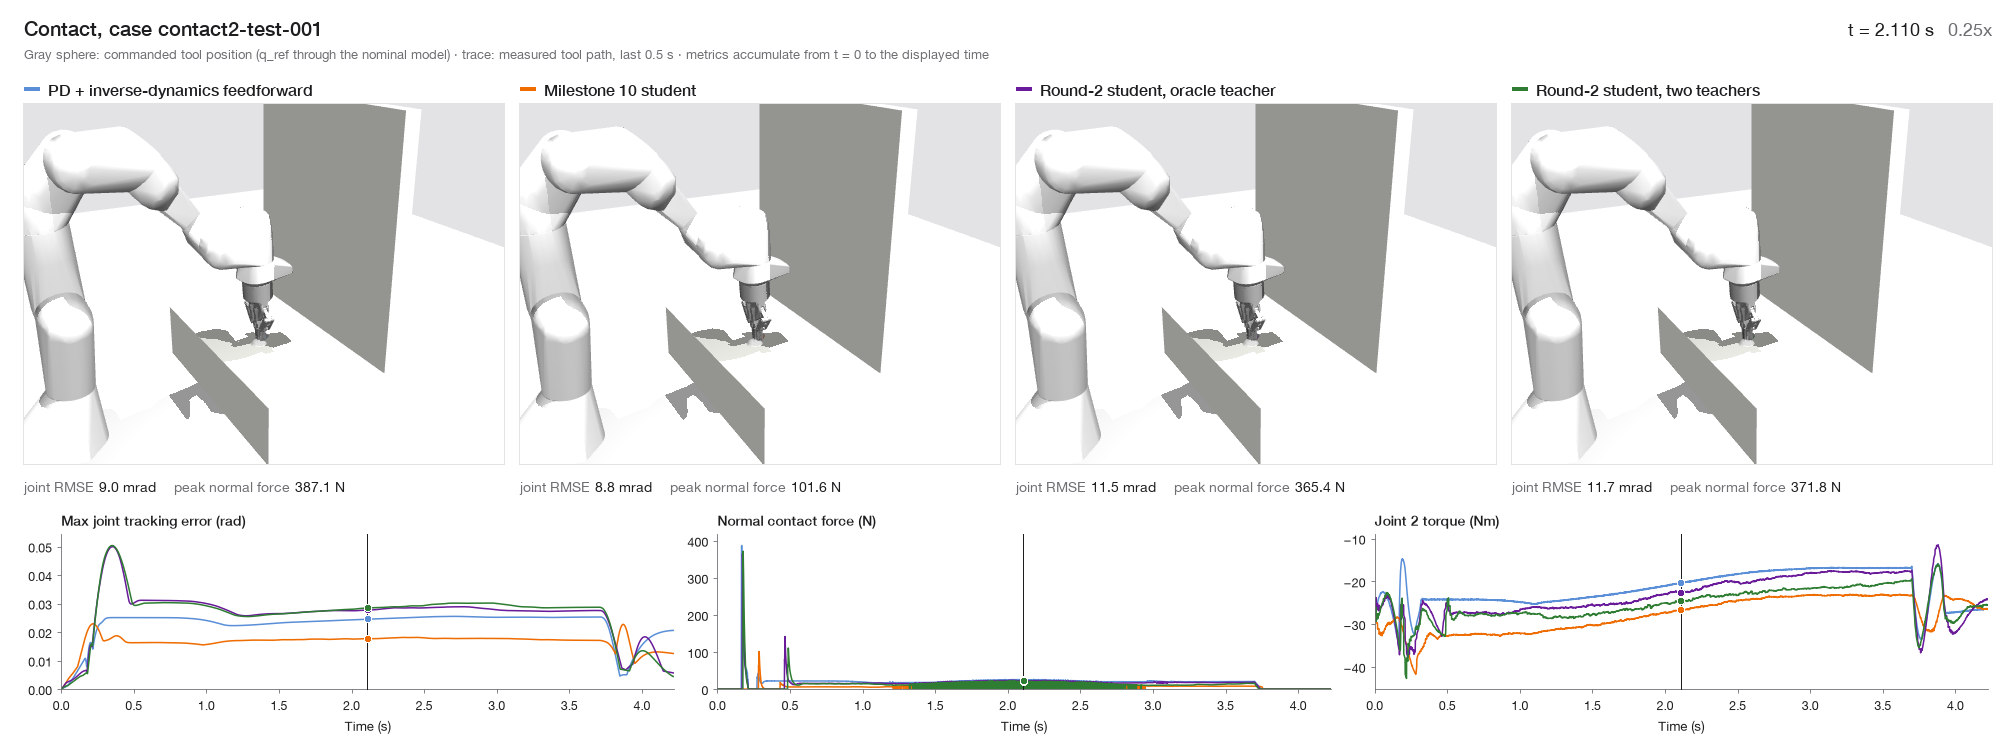 Contact, case contact2-test-001
t = 2.110 s 0.25x
Gray sphere: commanded tool position (q_ref through the nominal model) · trace: measured tool path, last 0.5 s · metrics accumulate from t = 0 to the displayed time
PD + inverse-dynamics feedforward
Milestone 10 student
Round-2 student, oracle teacher
Round-2 student, two teachers
joint RMSE 9.0 mrad peak normal force 387.1 N
joint RMSE 8.8 mrad peak normal force 101.6 N
joint RMSE 11.5 mrad peak normal force 365.4 N
joint RMSE 11.7 mrad peak normal force 371.8 N
Max joint tracking error (rad)
0.05
0.04
0.03
0.02
0.01
0.00
0.0 0.5 1.0 1.5 2.0 2.5 3.0 3.5 4.0
Time (s)
Normal contact force (N)
400
300
200
100
0
0.0 0.5 1.0 1.5 2.0 2.5 3.0 3.5 4.0
Time (s)
Joint 2 torque (Nm)
−10
−20
−30
−40
0.0 0.5 1.0 1.5 2.0 2.5 3.0 3.5 4.0
Time (s)